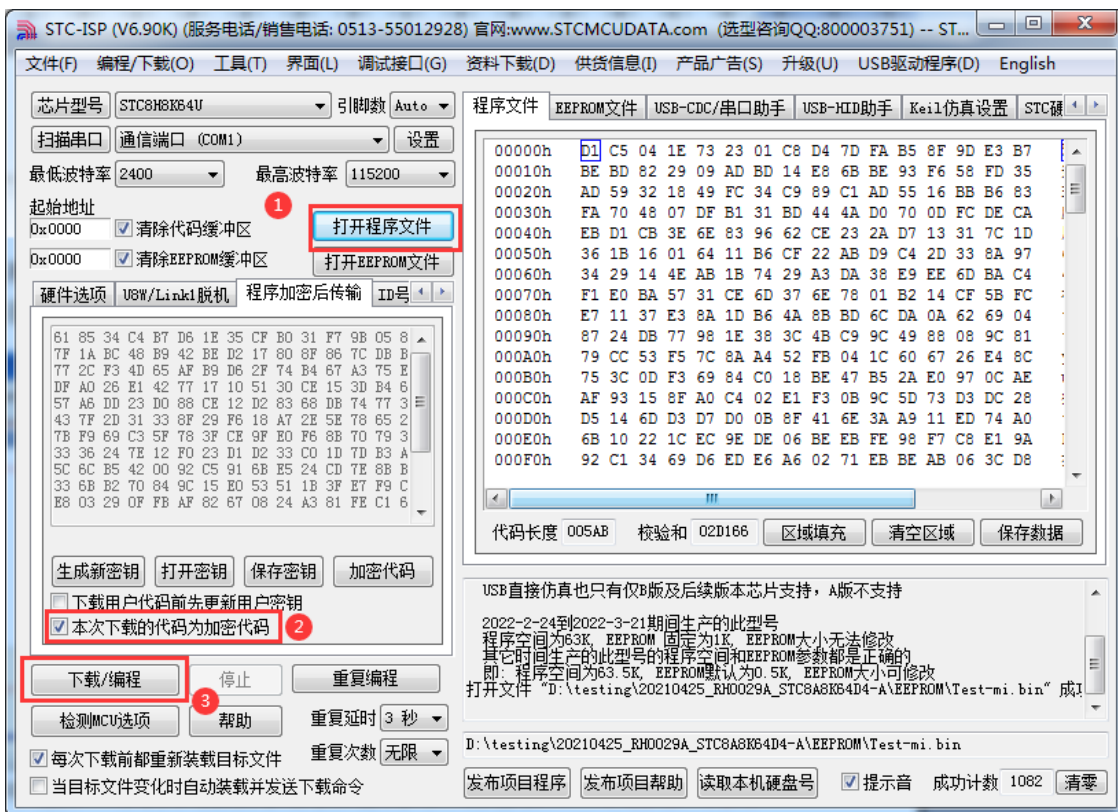 STC-ISP (V6.90K) (服务电话/销售电话: 0513-55012928) 官网:www.STCMCUDATA.com (选型咨询QQ:800003751) -- ST...
文件(F) 编程/下载(O) 工具(T) 界面(L) 调试接口(G) 资料下载(D) 供货信息(I) 产品广告(S) 升级(U) USB驱动程序(D) English
芯片型号 STC8H8K64U 引脚数 Auto
扫描串口 通信端口 (COM1) 设置
最低波特率 2400 最高波特率 115200
起始地址
1
0x0000 清除代码缓冲区 打开程序文件
0x0000 清除EEPROM缓冲区 打开EEPROM文件
硬件选项 U8W/Link1脱机 程序加密后传输 ID号
61 85 34 C4 B7 D6 1E 35 CF B0 31 F7 9B 05 8
7F 1A BC 48 B9 42 BE D2 17 80 8F 86 7C DB B
77 2C F3 4D 65 AF B9 D6 2F 74 B4 67 A3 75 E
DF A0 26 E1 42 77 17 10 51 30 CE 15 3D B4 6
57 A6 DD 23 D0 88 CE 12 D2 83 68 DB 74 77 3
43 7F 2D 31 33 8F 29 F6 18 A7 2E 5E 78 65 2
7B F9 69 C3 5F 78 3F CE 9F E0 F6 8B 70 79 3
33 36 24 7E 12 F0 23 D1 D2 33 C0 1D 7D B3 A
5C 6C B5 42 00 92 C5 91 6B E5 24 CD 7E 8B B
33 6B B2 70 84 9C 15 E0 53 51 1B 3F E7 F9 C
E8 03 29 0F FB AF 82 67 08 24 A3 81 FE C1 6
生成新密钥 打开密钥 保存密钥 加密代码
下载用户代码前先更新用户密钥
本次下载的代码为加密代码 2
下载/编程 停止 重复编程
3
检测MCU选项 帮助 重复延时 3 秒
每次下载前都重新装载目标文件 重复次数 无限
当目标文件变化时自动装载并发送下载命令
程序文件 EEPROM文件 USB-CDC/串口助手 USB-HID助手 Keil仿真设置 STC硬
00000h D1 C5 04 1E 73 23 01 C8 D4 7D FA B5 8F 9D E3 B7
00010h BE BD 82 29 09 AD BD 14 E8 6B BE 93 F6 58 FD 35
00020h AD 59 32 18 49 FC 34 C9 89 C1 AD 55 16 BB B6 83
00030h FA 70 48 07 DF B1 31 BD 44 4A D0 70 0D FC DE CA
00040h EB D1 CB 3E 6E 83 96 62 CE 23 2A D7 13 31 7C 1D
00050h 36 1B 16 01 64 11 B6 CF 22 AB D9 C4 2D 33 8A 97
00060h 34 29 14 4E AB 1B 74 29 A3 DA 38 E9 EE 6D BA C4
00070h F1 E0 BA 57 31 CE 6D 37 6E 78 01 B2 14 CF 5B FC
00080h E7 11 37 E3 8A 1D B6 4A 8B BD 6C DA 0A 62 69 04
00090h 87 24 DB 77 98 1E 38 3C 4B C9 9C 49 88 08 9C 81
000A0h 79 CC 53 F5 7C 8A A4 52 FB 04 1C 60 67 26 E4 8C
000B0h 75 3C 0D F3 69 84 C0 18 BE 47 B5 2A E0 97 0C AE
000C0h AF 93 15 8F A0 C4 02 E1 F3 0B 9C 5D 73 D3 DC 28
000D0h D5 14 6D D3 D7 D0 0B 8F 41 6E 3A A9 11 ED 74 A0
000E0h 6B 10 22 1C EC 9E DE 06 BE EB FE 98 F7 C8 E1 9A
000F0h 92 C1 34 69 D6 ED E6 A6 02 71 EB BE AB 06 3C D8
代码长度 005AB 校验和 02D166 区域填充 清空区域 保存数据
USB直接仿真也只有仅B版及后续版本芯片支持，A版不支持
2022-2-24到2022-3-21期间生产的此型号
程序空间为63K, EEPROM 固定为1K, EEPROM大小无法修改
其它时间生产的此型号的程序空间和EEPROM参数都是正确的
即: 程序空间为63.5K, EEPROM默认为0.5K, EEPROM大小可修改
打开文件 "D:\testing\20210425_RH0029A_STC8A8K64D4-A\EEPROM\Test-mi.bin" 成
D:\testing\20210425_RH0029A_STC8A8K64D4-A\EEPROM\Test-mi.bin
发布项目程序 发布项目帮助 读取本机硬盘号 提示音 成功计数 1082 清零